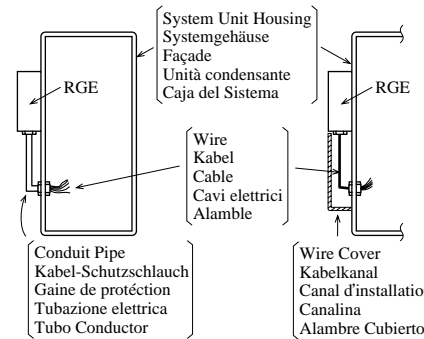 System Unit Housing
Systemgehäuse
Façade
Unità condensante
Caja del Sistema
RGE
RGE
Wire
Kabel
Cable
Cavi elettrici
Alamble
Conduit Pipe
Kabel-Schutzschlauch
Gaine de protéction
Tubazione elettrica
Tubo Conductor
Wire Cover
Kabelkanal
Canal d'installatio
Canalina
Alambre Cubierto